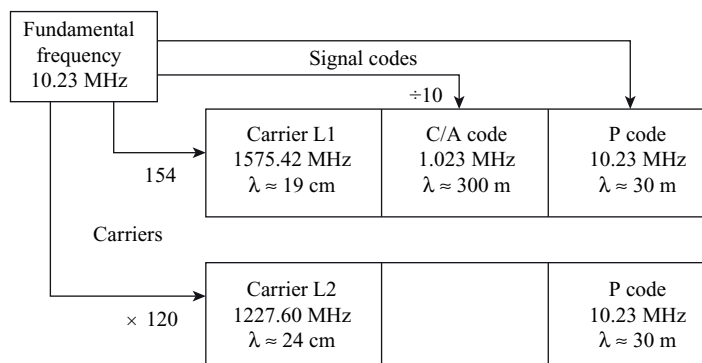 Fundamental
frequency
10.23 MHz
Signal codes
÷10
Carrier L1
1575.42 MHz
λ ≈ 19 cm
C/A code
1.023 MHz
λ ≈ 300 m
P code
10.23 MHz
λ ≈ 30 m
154
Carriers
× 120
Carrier L2
1227.60 MHz
λ ≈ 24 cm
P code
10.23 MHz
λ ≈ 30 m